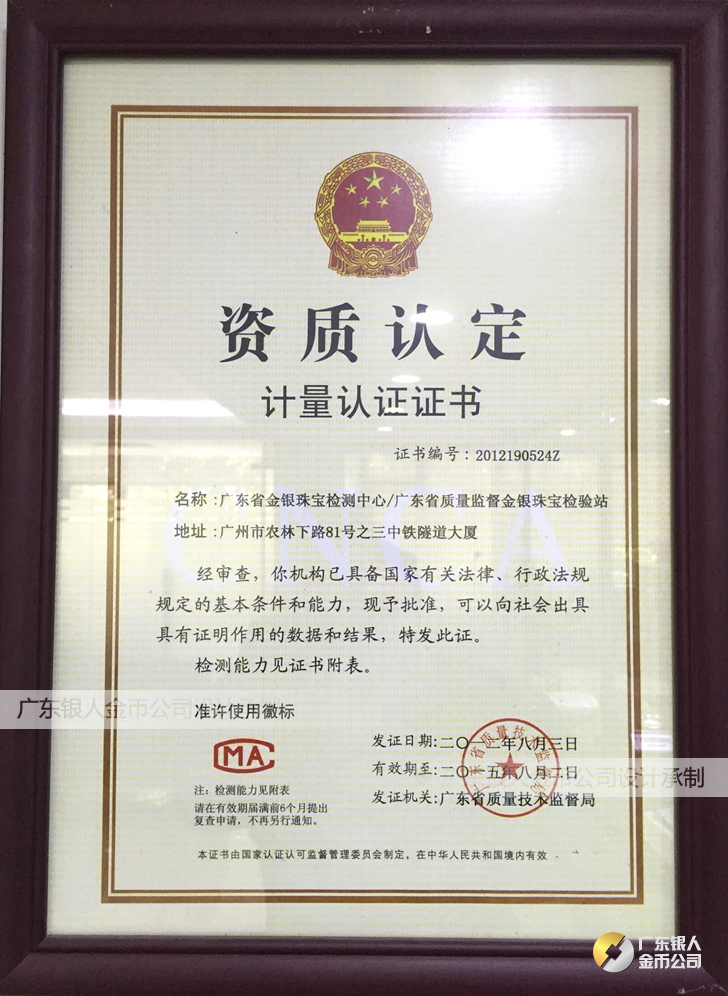 资质认定
计量认证证书
证书编号：2012190524Z
名称：广东省金银珠宝检测中心/广东省质量监督金银珠宝检验站
地址：广州市农林下路81号之三中铁隧道大厦
经审查，你机构已具备国家有关法律、行政法规
规定的基本条件和能力，现予批准，可以向社会出具
具有证明作用的数据和结果，特发此证。
检测能力见证书附表。
广东银人金币公司
准许使用徽标
CMA
发证日期：二〇一二年八月三日
有效期至：二〇一五年八月二日
发证机关：广东省质量技术监督局
广东省质量技术监督局
币公司设计承制
注：检测能力见附表
请在有效期届满前6个月提出
复查申请，不再另行通知。
本证书由国家认证认可监督管理委员会制定，在中华人民共和国境内有效。
广东银人
金币公司